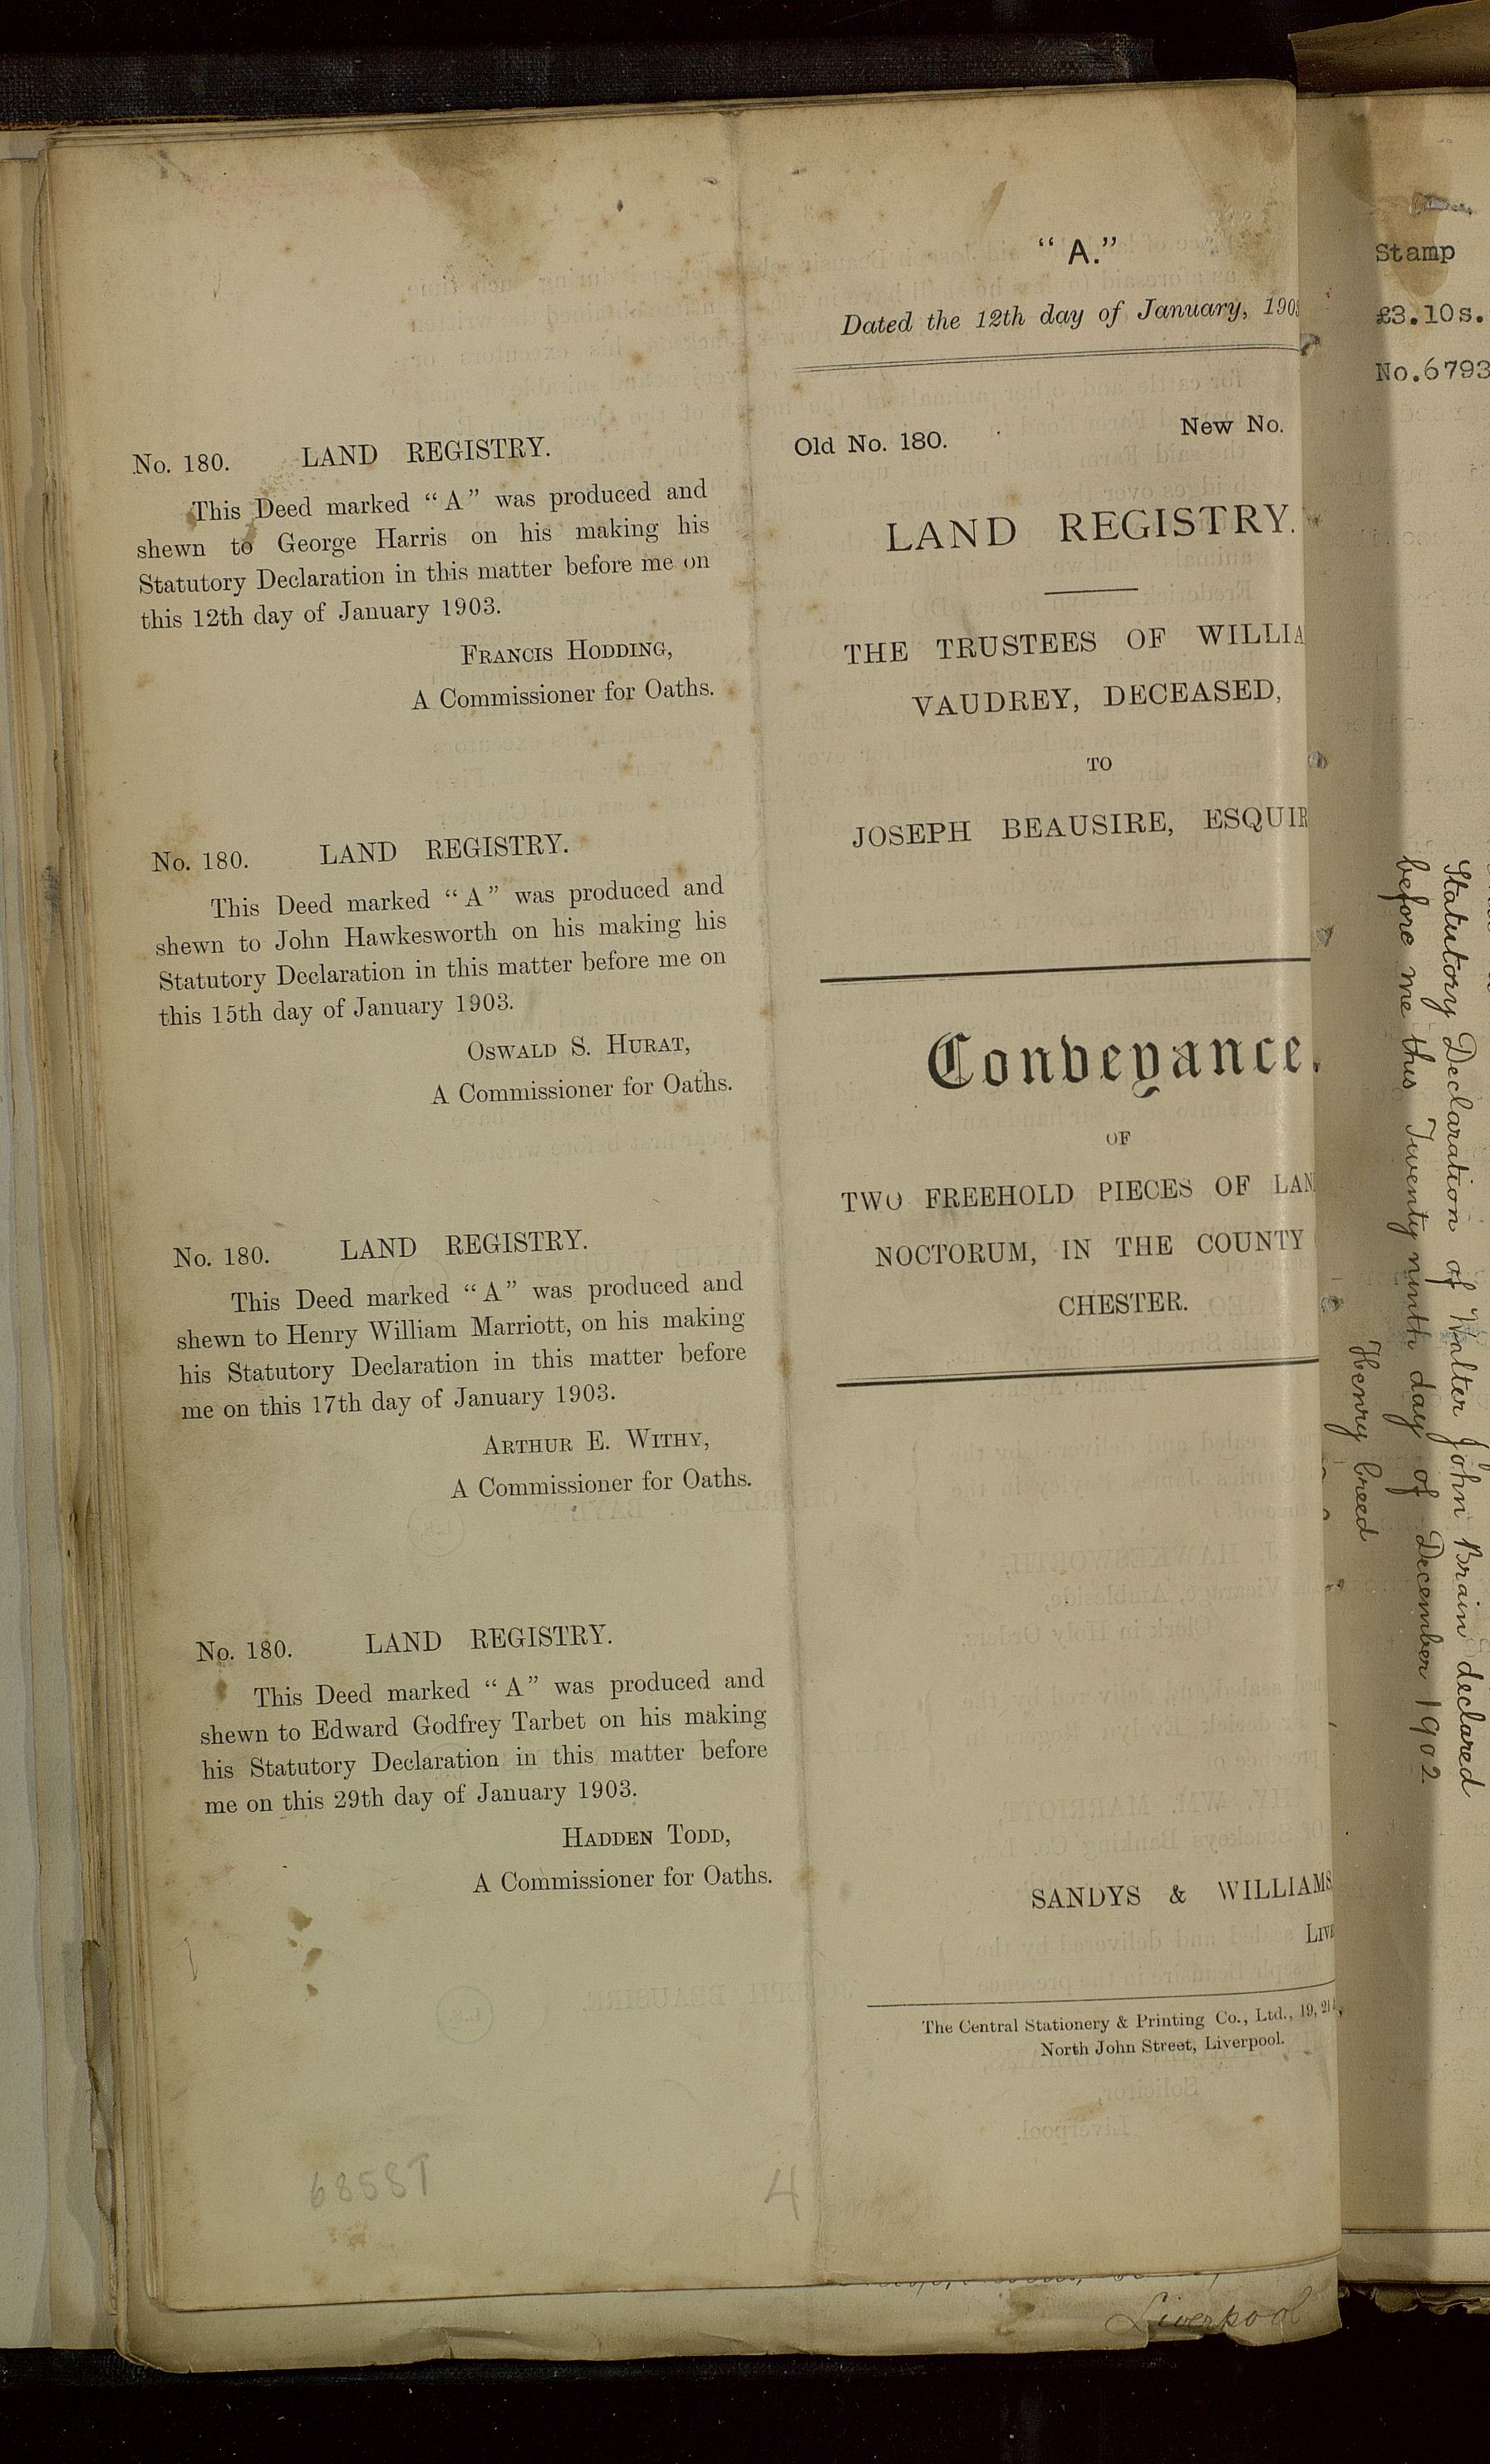 No. 180. LAND REGISTRY.
This Deed marked “A” was produced and
shewn to George Harris on his making his
Statutory Declaration in this matter before me on
this 12th day of January 1903.
FRANCIS HODDING,
A Commissioner for Oaths.
No. 180. LAND REGISTRY.
This Deed marked “A” was produced and
shewn to John Hawkesworth on his making his
Statutory Declaration in this matter before me on
this 15th day of January 1903.
OSWALD S. HURAT,
A Commissioner for Oaths.
No. 180. LAND REGISTRY.
This Deed marked “A” was produced and
shewn to Henry William Marriott, on his making
his Statutory Declaration in this matter before
me on this 17th day of January 1903.
ARTHUR E. WITHY,
A Commissioner for Oaths.
No. 180. LAND REGISTRY.
This Deed marked “A” was produced and
shewn to Edward Godfrey Tarbet on his making
his Statutory Declaration in this matter before
me on this 29th day of January 1903.
HADDEN TODD,
A Commissioner for Oaths.
6858T
4
“A.”
Dated the 12th day of January, 190
Old No. 180. New No.
LAND REGISTRY.
THE TRUSTEES OF WILLIA
VAUDREY, DECEASED,
TO
JOSEPH BEAUSIRE, ESQUIR
Conveyance.
OF
TWO FREEHOLD PIECES OF LAN
NOCTORUM, IN THE COUNTY
CHESTER.
SANDYS & WILLIAMS
LIVE
The Central Stationery & Printing Co., Ltd., 19, 21
North John Street, Liverpool.
Liverpool
Stamp
£3.10s.
No.6793
Statutory Declaration of Walter John Brain declared
before me this Twenty ninth day of December 1902.
Henry Creed